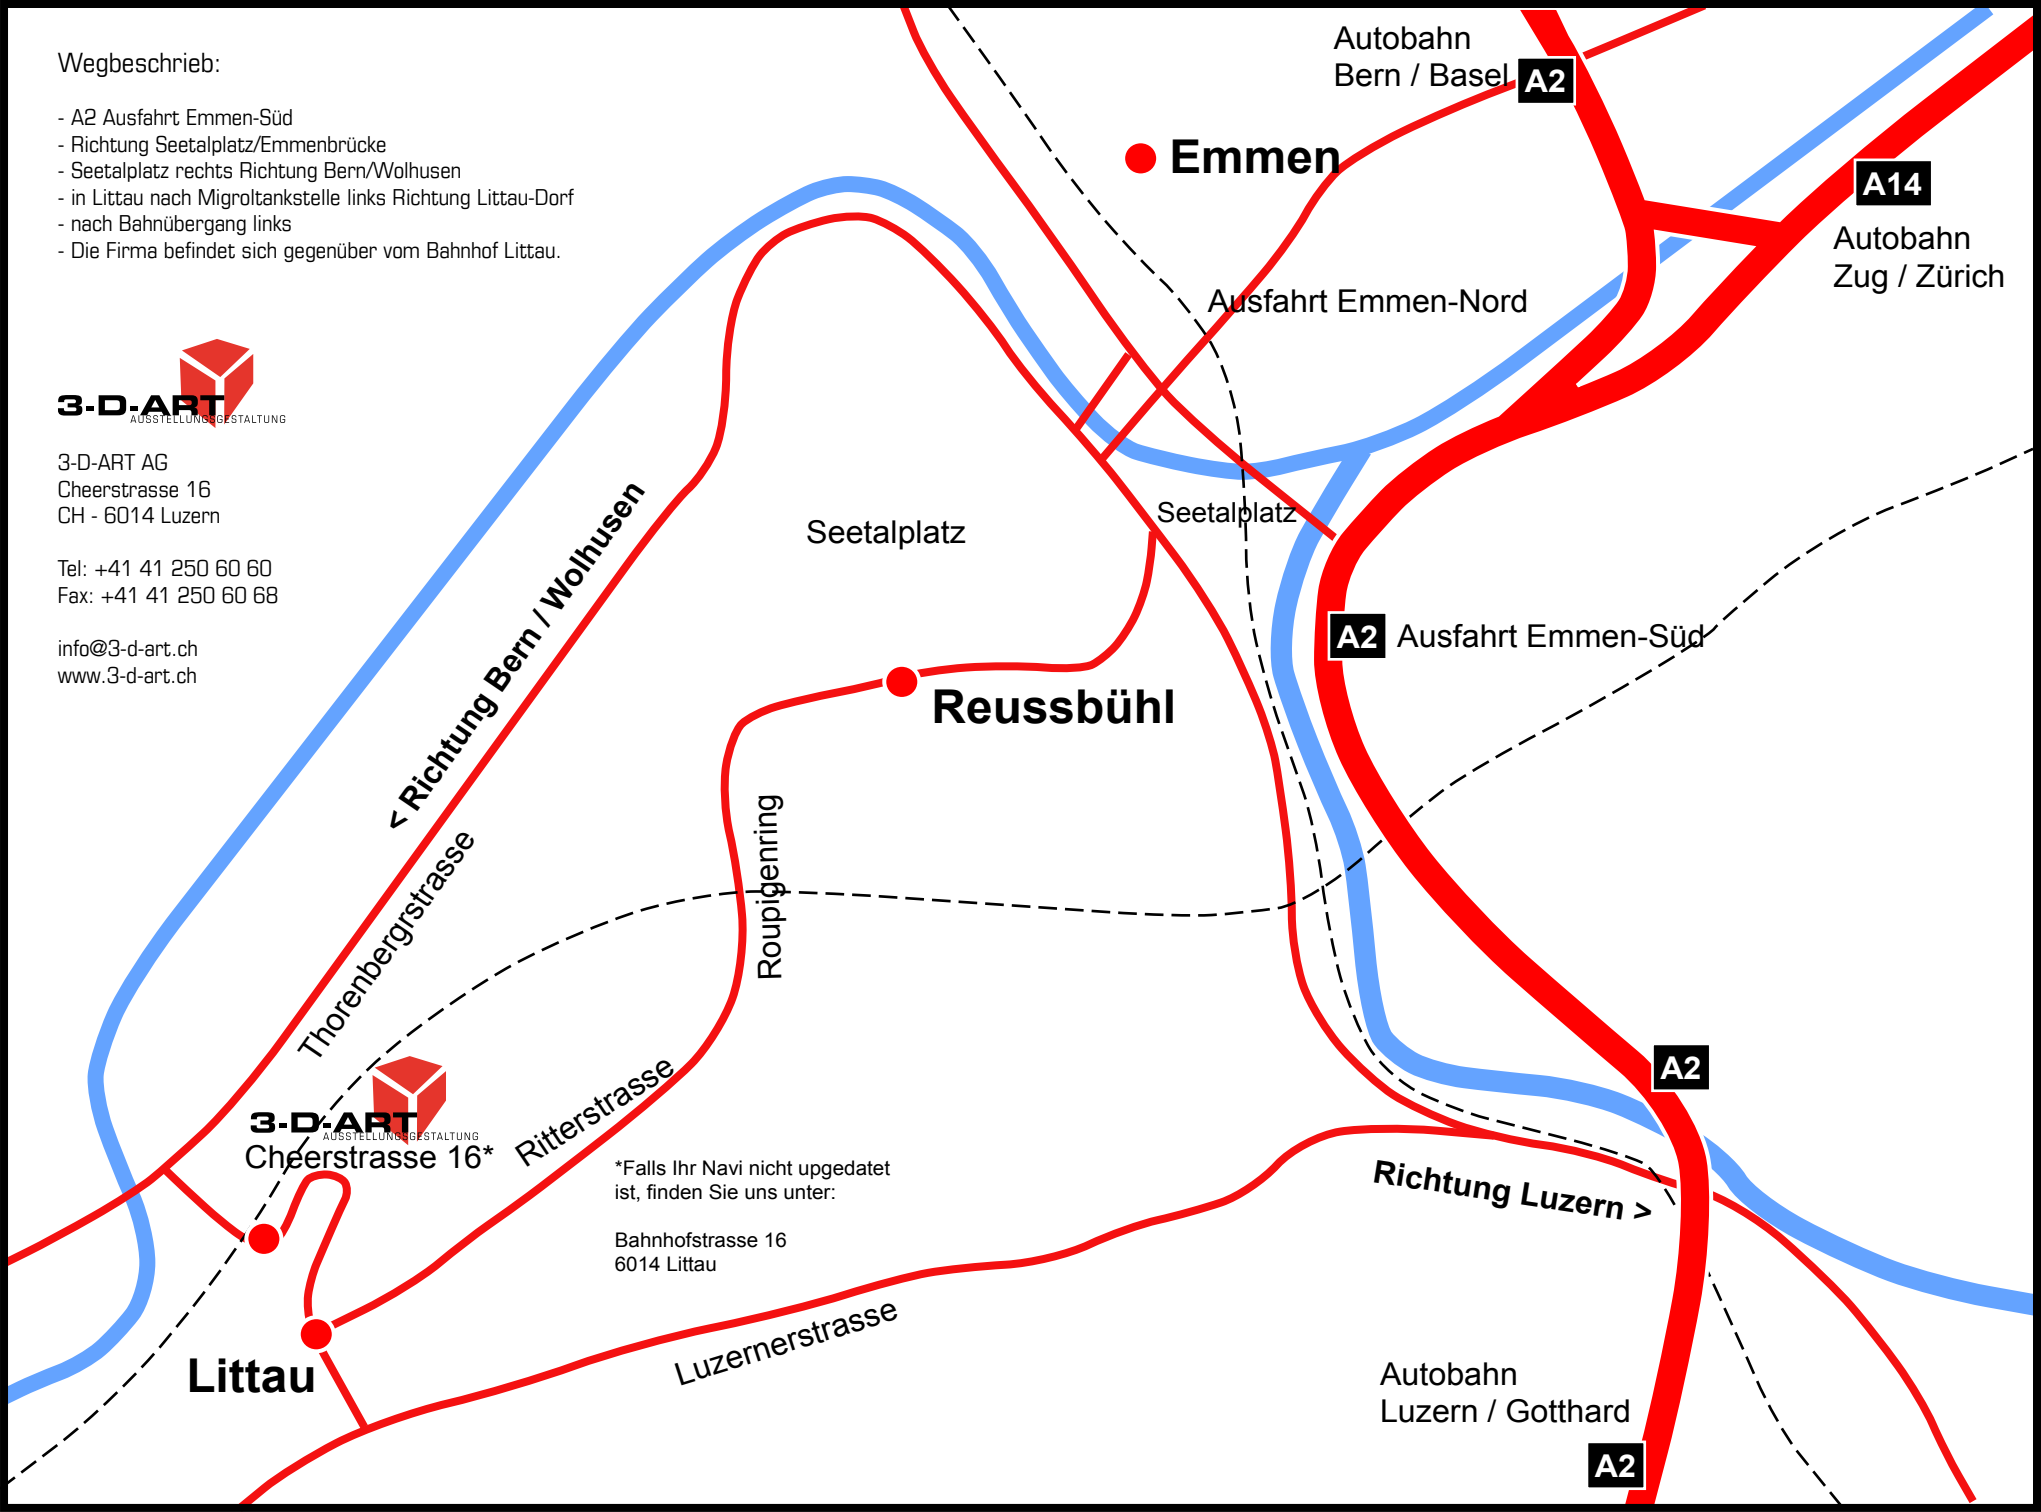 Wegbeschrieb:
- A2 Ausfahrt Emmen-Süd
- Richtung Seetalplatz/Emmenbrücke
- Seetalplatz rechts Richtung Bern/Wolhusen
- in Littau nach Migroltankstelle links Richtung Littau-Dorf
- nach Bahnübergang links
- Die Firma befindet sich gegenüber vom Bahnhof Littau.
3-D-ART
AUSSTELLUNGSGESTALTUNG
3-D-ART AG
Cheerstrasse 16
CH - 6014 Luzern
Tel: +41 41 250 60 60
Fax: +41 41 250 60 68
info@3-d-art.ch
www.3-d-art.ch
Autobahn
Bern / Basel
A2
Emmen
A14
Autobahn
Zug / Zürich
Ausfahrt Emmen-Nord
Seetalplatz
Seetalplatz
< Richtung Bern / Wolhusen
A2
Ausfahrt Emmen-Süd
Reussbühl
Roupigenring
Thorenbergrstrasse
3-D-ART
AUSSTELLUNGSGESTALTUNG
Cheerstrasse 16*
Ritterstrasse
A2
*Falls Ihr Navi nicht upgedatet
ist, finden Sie uns unter:
Bahnhofstrasse 16
6014 Littau
Richtung Luzern >
Littau
Luzernerstrasse
Autobahn
Luzern / Gotthard
A2